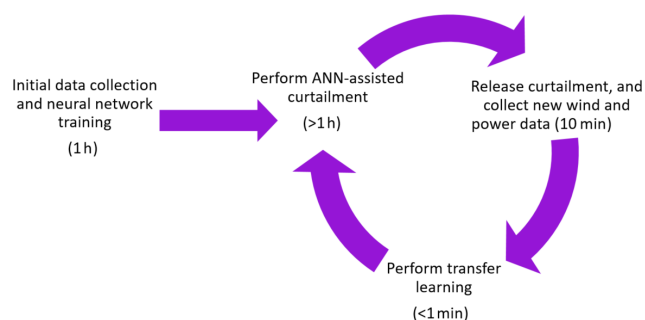 Initial data collection
and neural network
training
(1 h)
Perform ANN-assisted
curtailment
(>1 h)
Release curtailment, and
collect new wind and
power data (10 min)
Perform transfer
learning
(<1 min)